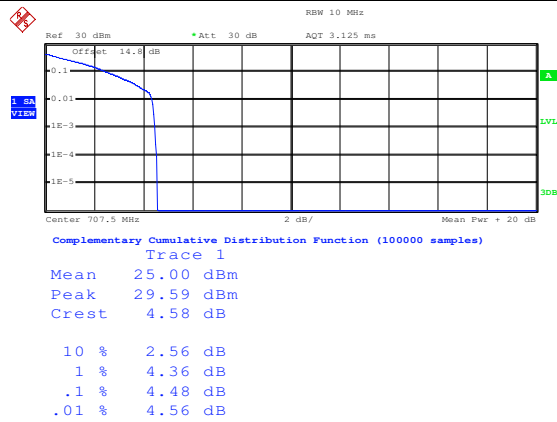 RBW 10 MHz
Ref 30 dBm *Att 30 dB AQT 3.125 ms
Offset 14.8 dB
0.1
A
0.01
1 SA
VIEW
LVL
1E-3
1E-4
1E-5
3DB
Center 707.5 MHz 2 dB/ Mean Pwr + 20 dB
Complementary Cumulative Distribution Function (100000 samples)
Trace 1
Mean 25.00 dBm
Peak 29.59 dBm
Crest 4.58 dB
10 % 2.56 dB
1 % 4.36 dB
.1 % 4.48 dB
.01 % 4.56 dB